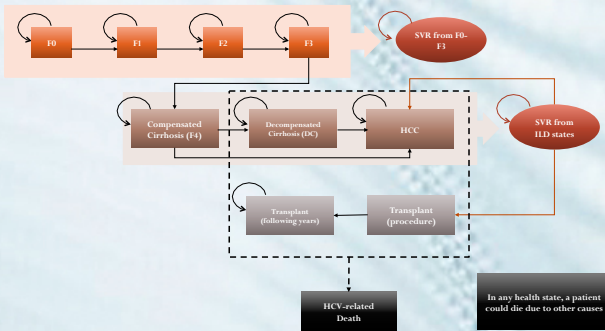 F0
F1
F2
F3
SVR from F0-
F3
Compensated
Cirrhosis (F4)
Decompensated
Cirrhosis (DC)
HCC
SVR from
ILD states
Transplant
(following years)
Transplant
(procedure)
HCV-related
Death
In any health state, a patient
could die due to other causes